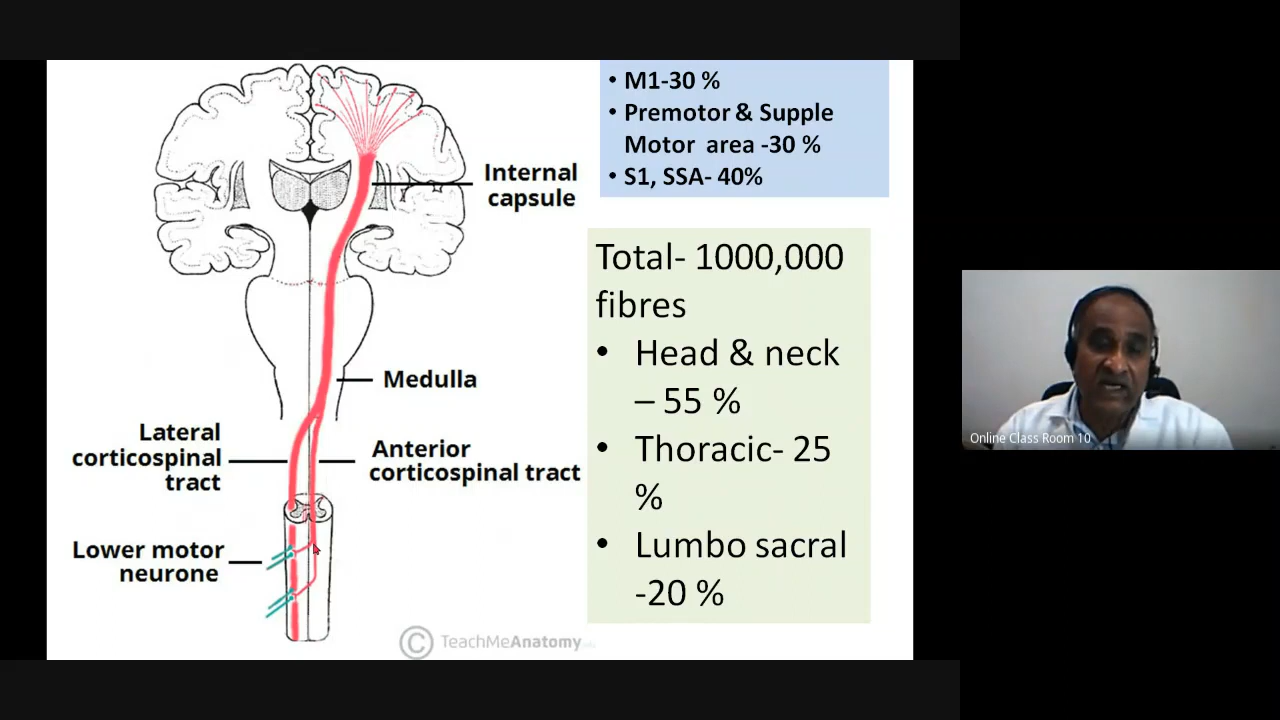 • M1-30 %
• Premotor & Supple
Motor area -30 %
• S1, SSA- 40%
Internal
capsule
Total- 1000,000
fibres
• Head & neck
– 55 %
• Thoracic- 25
%
• Lumbo sacral
-20 %
Medulla
Lateral
corticospinal
tract
Anterior
corticospinal tract
Lower motor
neurone
© TeachMeAnatomy
Online Class Room 10